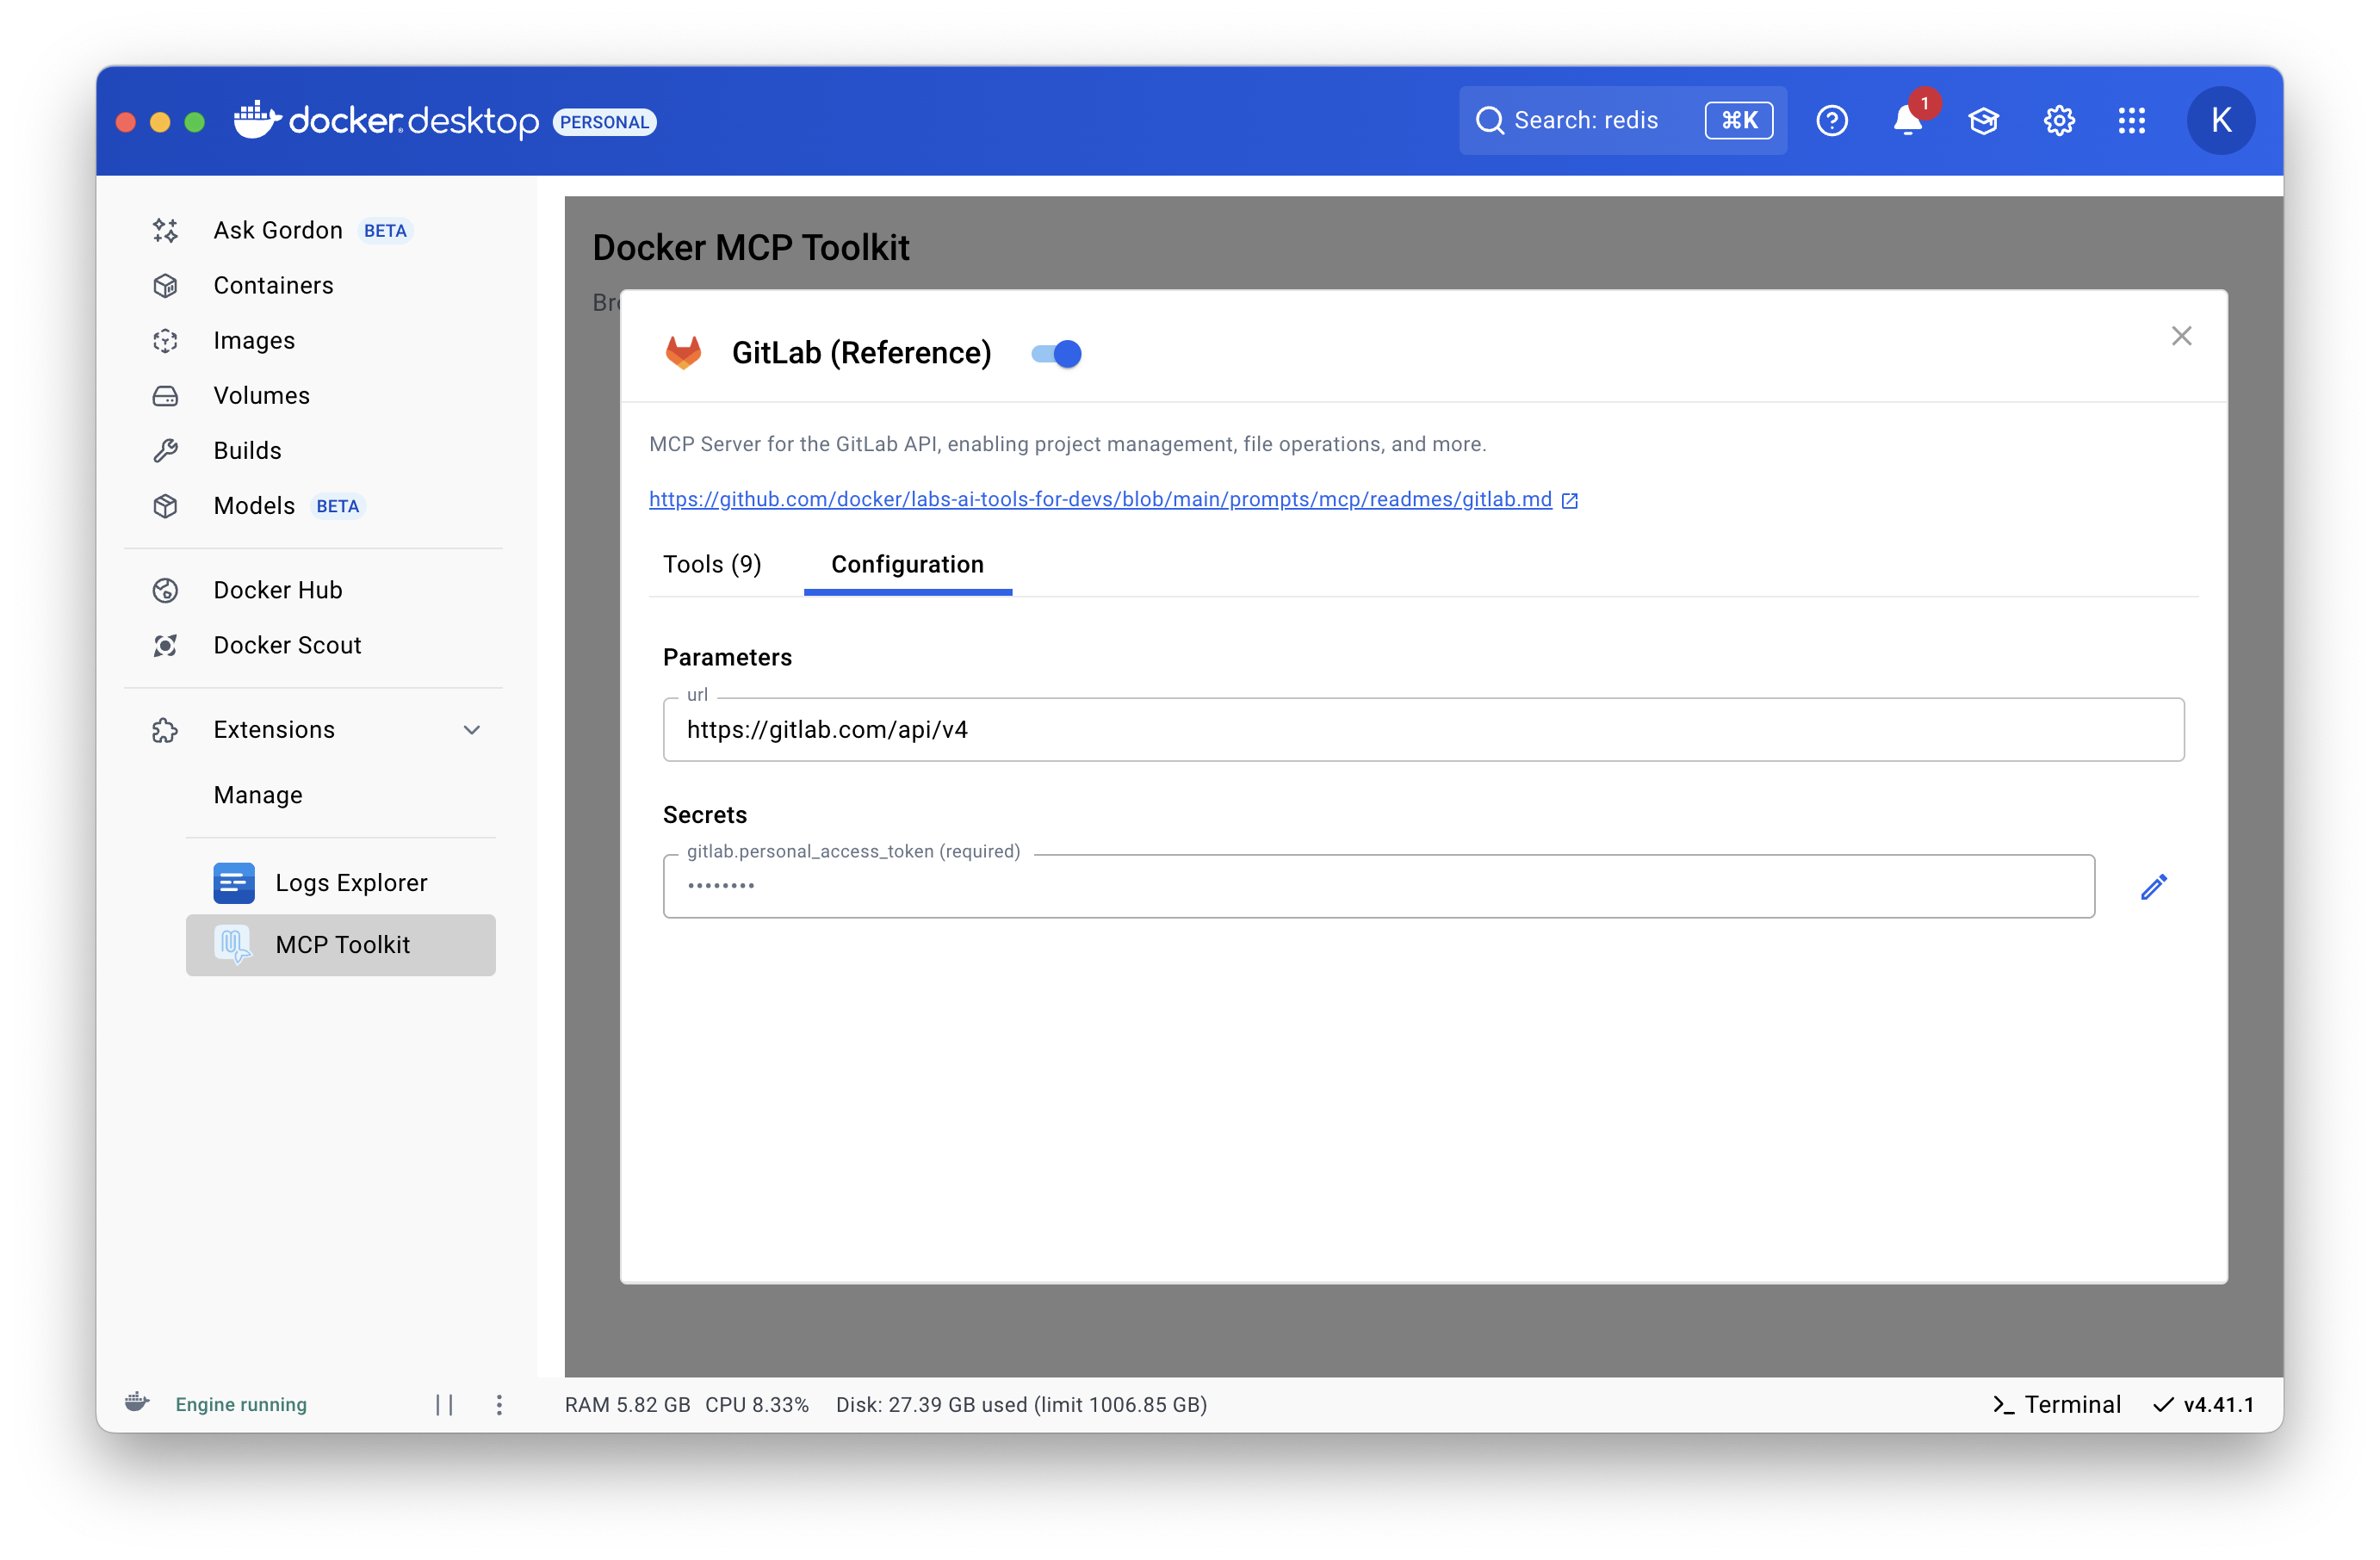 docker desktop PERSONAL
Search: redis ⌘K
1
K
Ask Gordon BETA
Containers
Images
Volumes
Builds
Models BETA
Docker Hub
Docker Scout
Extensions
Manage
Logs Explorer
MCP Toolkit
Docker MCP Toolkit
GitLab (Reference)
MCP Server for the GitLab API, enabling project management, file operations, and more.
https://github.com/docker/labs-ai-tools-for-devs/blob/main/prompts/mcp/readmes/gitlab.md
Tools (9) Configuration
Parameters
url
https://gitlab.com/api/v4
Secrets
gitlab.personal_access_token (required)
••••••••
Engine running
RAM 5.82 GB CPU 8.33% Disk: 27.39 GB used (limit 1006.85 GB)
Terminal v4.41.1